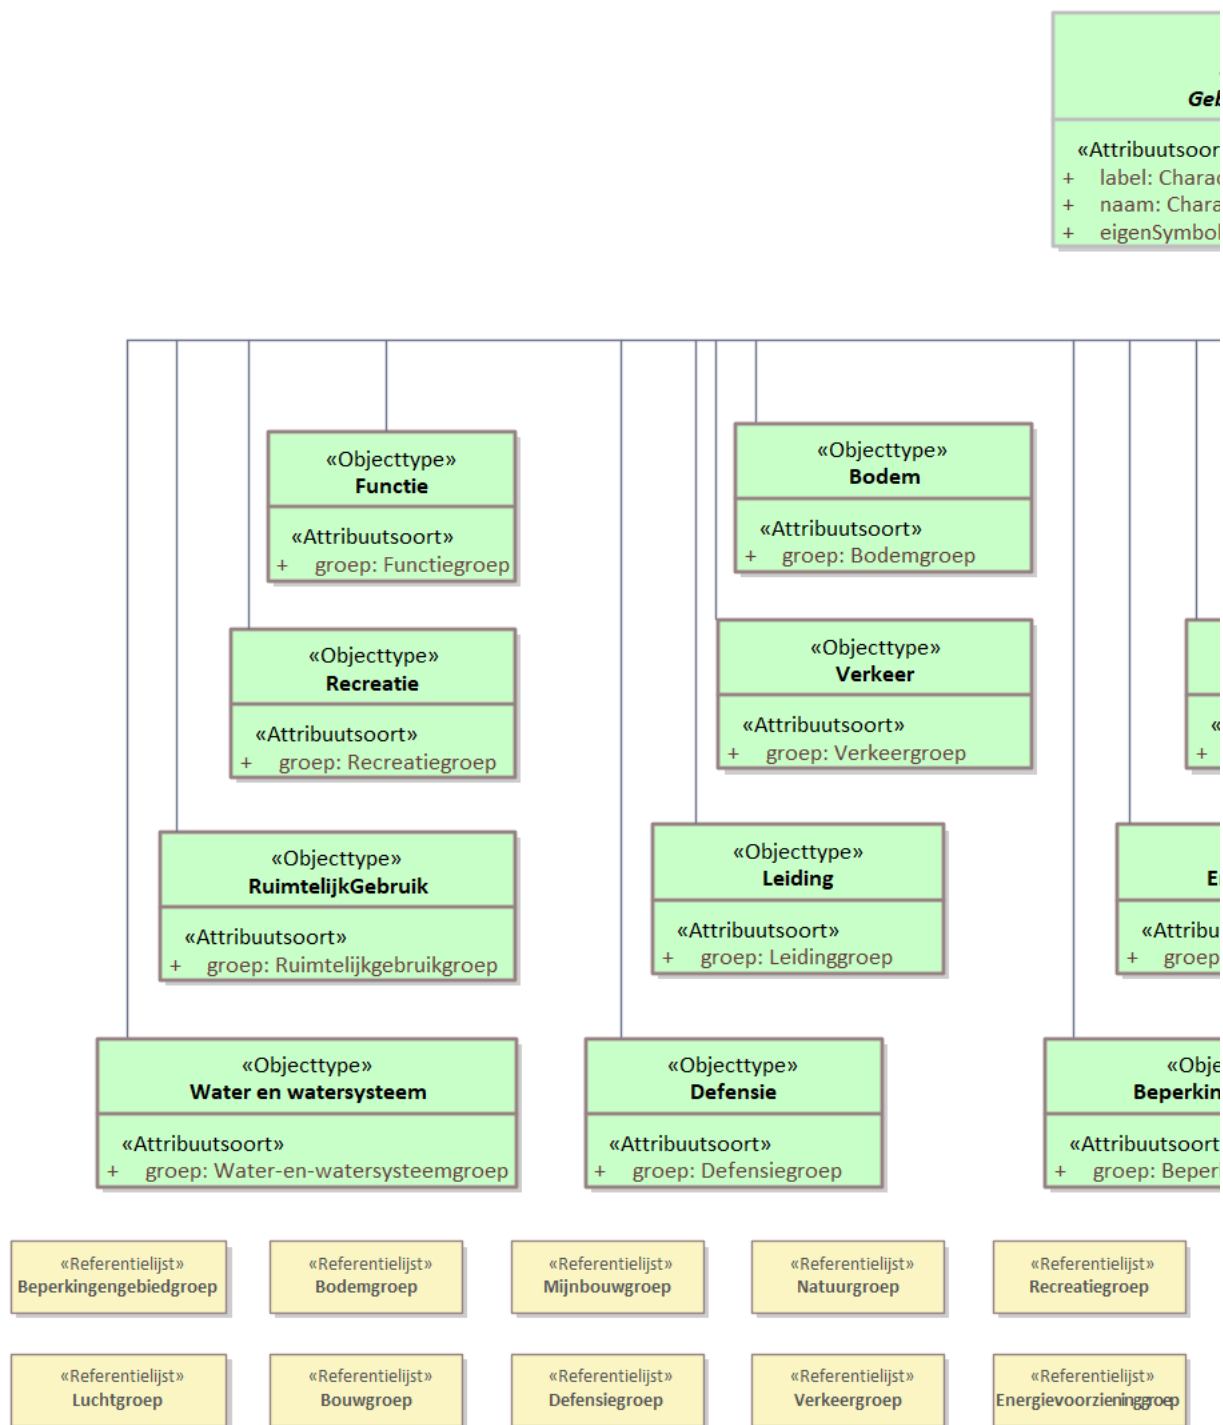 «Attribuutsoor
+ label: Charac
+ naam: Chara
+ eigenSymbol
«Objecttype»
Functie
«Attribuutsoort»
+ groep: Functiegroep
«Objecttype»
Bodem
«Attribuutsoort»
+ groep: Bodemgroep
«Objecttype»
Recreatie
«Attribuutsoort»
+ groep: Recreatiegroep
«Objecttype»
Verkeer
«Attribuutsoort»
+ groep: Verkeergroep
+
«Objecttype»
RuimtelijkGebruik
«Attribuutsoort»
+ groep: Ruimtelijkgebruikgroep
«Objecttype»
Leiding
«Attribuutsoort»
+ groep: Leidinggroep
«Attribu
+ groep
«Objecttype»
Water en watersysteem
«Attribuutsoort»
+ groep: Water-en-watersysteemgroep
«Objecttype»
Defensie
«Attribuutsoort»
+ groep: Defensiegroep
«Obje
Beperkin
«Attribuutsoort
+ groep: Beper
«Referentielijst»
Beperkingengebiedgroep
«Referentielijst»
Bodemgroep
«Referentielijst»
Mijnbouwgroep
«Referentielijst»
Natuurgroep
«Referentielijst»
Recreatiegroep
«Referentielijst»
Luchtgroep
«Referentielijst»
Bouwgroep
«Referentielijst»
Defensiegroep
«Referentielijst»
Verkeergroep
«Referentielijst»
Energievoorzieninggroep